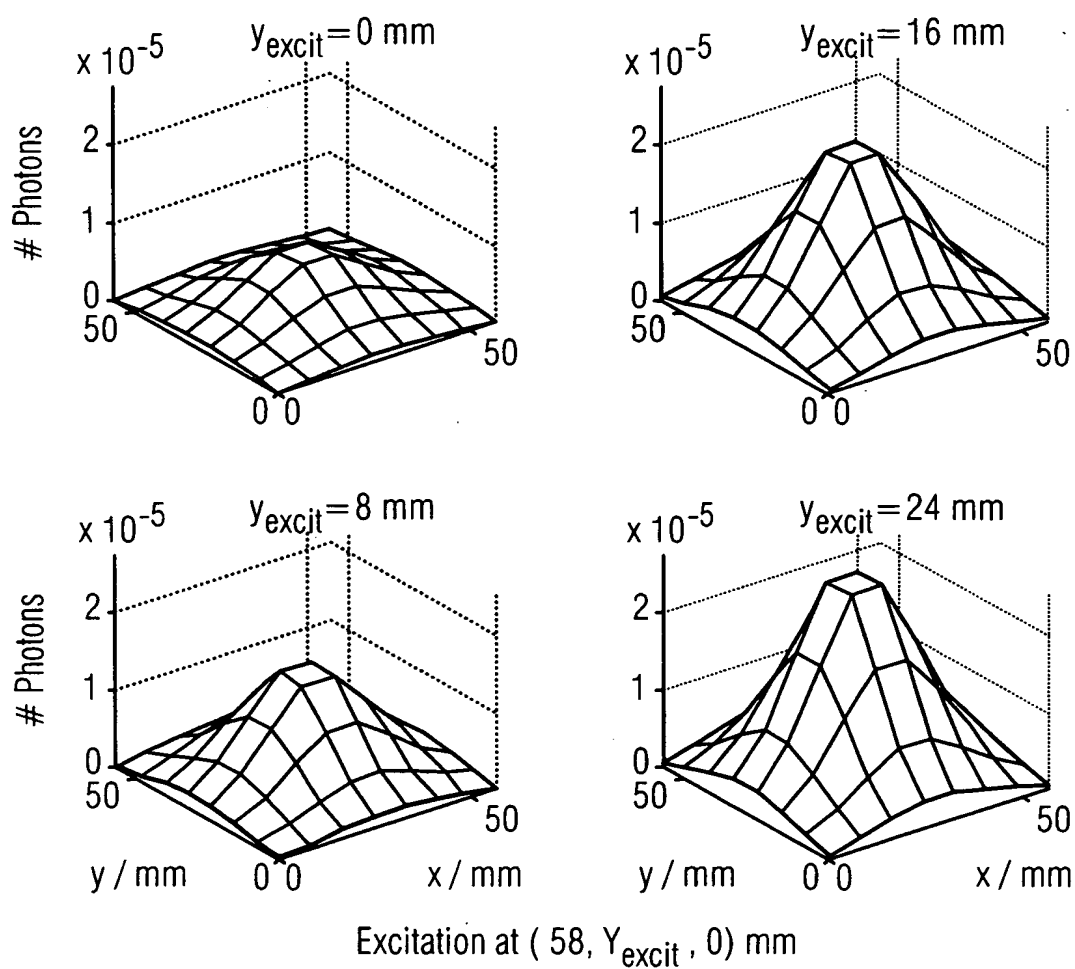 y_excit = 0 mm
x 10^-5
# Photons
2
1
0
50
0 0
50
y_excit = 16 mm
x 10^-5
2
1
0
50
0 0
50
y_excit = 8 mm
x 10^-5
# Photons
2
1
0
50
0 0
50
y / mm
x / mm
y_excit = 24 mm
x 10^-5
2
1
0
50
0 0
50
y / mm
x / mm
Excitation at ( 58, Y_excit , 0) mm